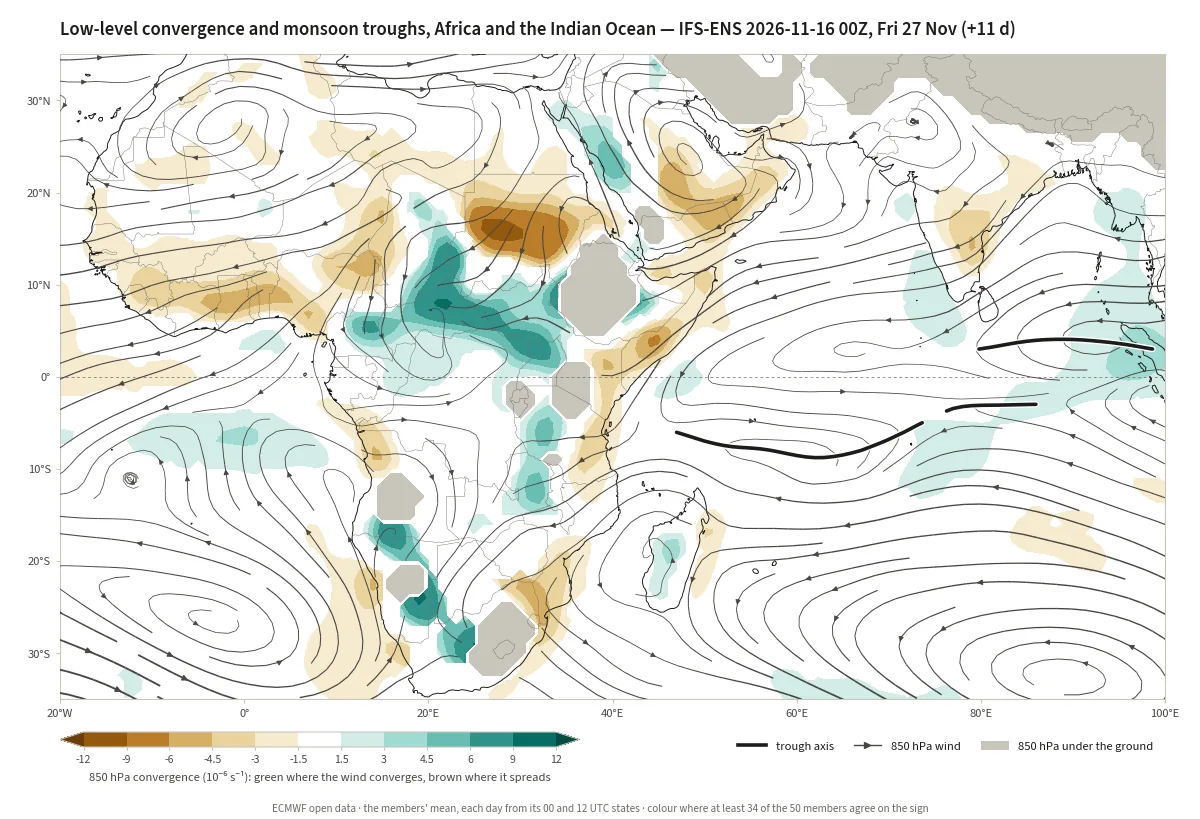 Low-level convergence and monsoon troughs, Africa and the Indian Ocean — IFS-ENS 2026-11-16 00Z, Fri 27 Nov (+11 d)
30°N
20°N
10°N
0°
10°S
20°S
30°S
20°W 0° 20°E 40°E 60°E 80°E 100°E
-12 -9 -6 -4.5 -3 -1.5 1.5 3 4.5 6 9 12
850 hPa convergence (10⁻⁶ s⁻¹): green where the wind converges, brown where it spreads
trough axis 850 hPa wind 850 hPa under the ground
ECMWF open data · the members' mean, each day from its 00 and 12 UTC states · colour where at least 34 of the 50 members agree on the sign